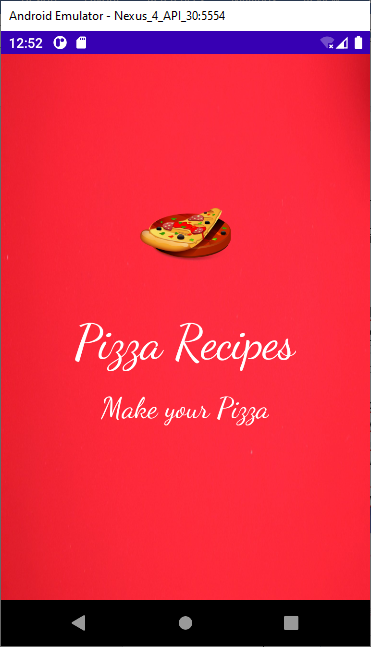 Android Emulator - Nexus_4_API_30:5554
12:52
Pizza Recipes
Make your Pizza